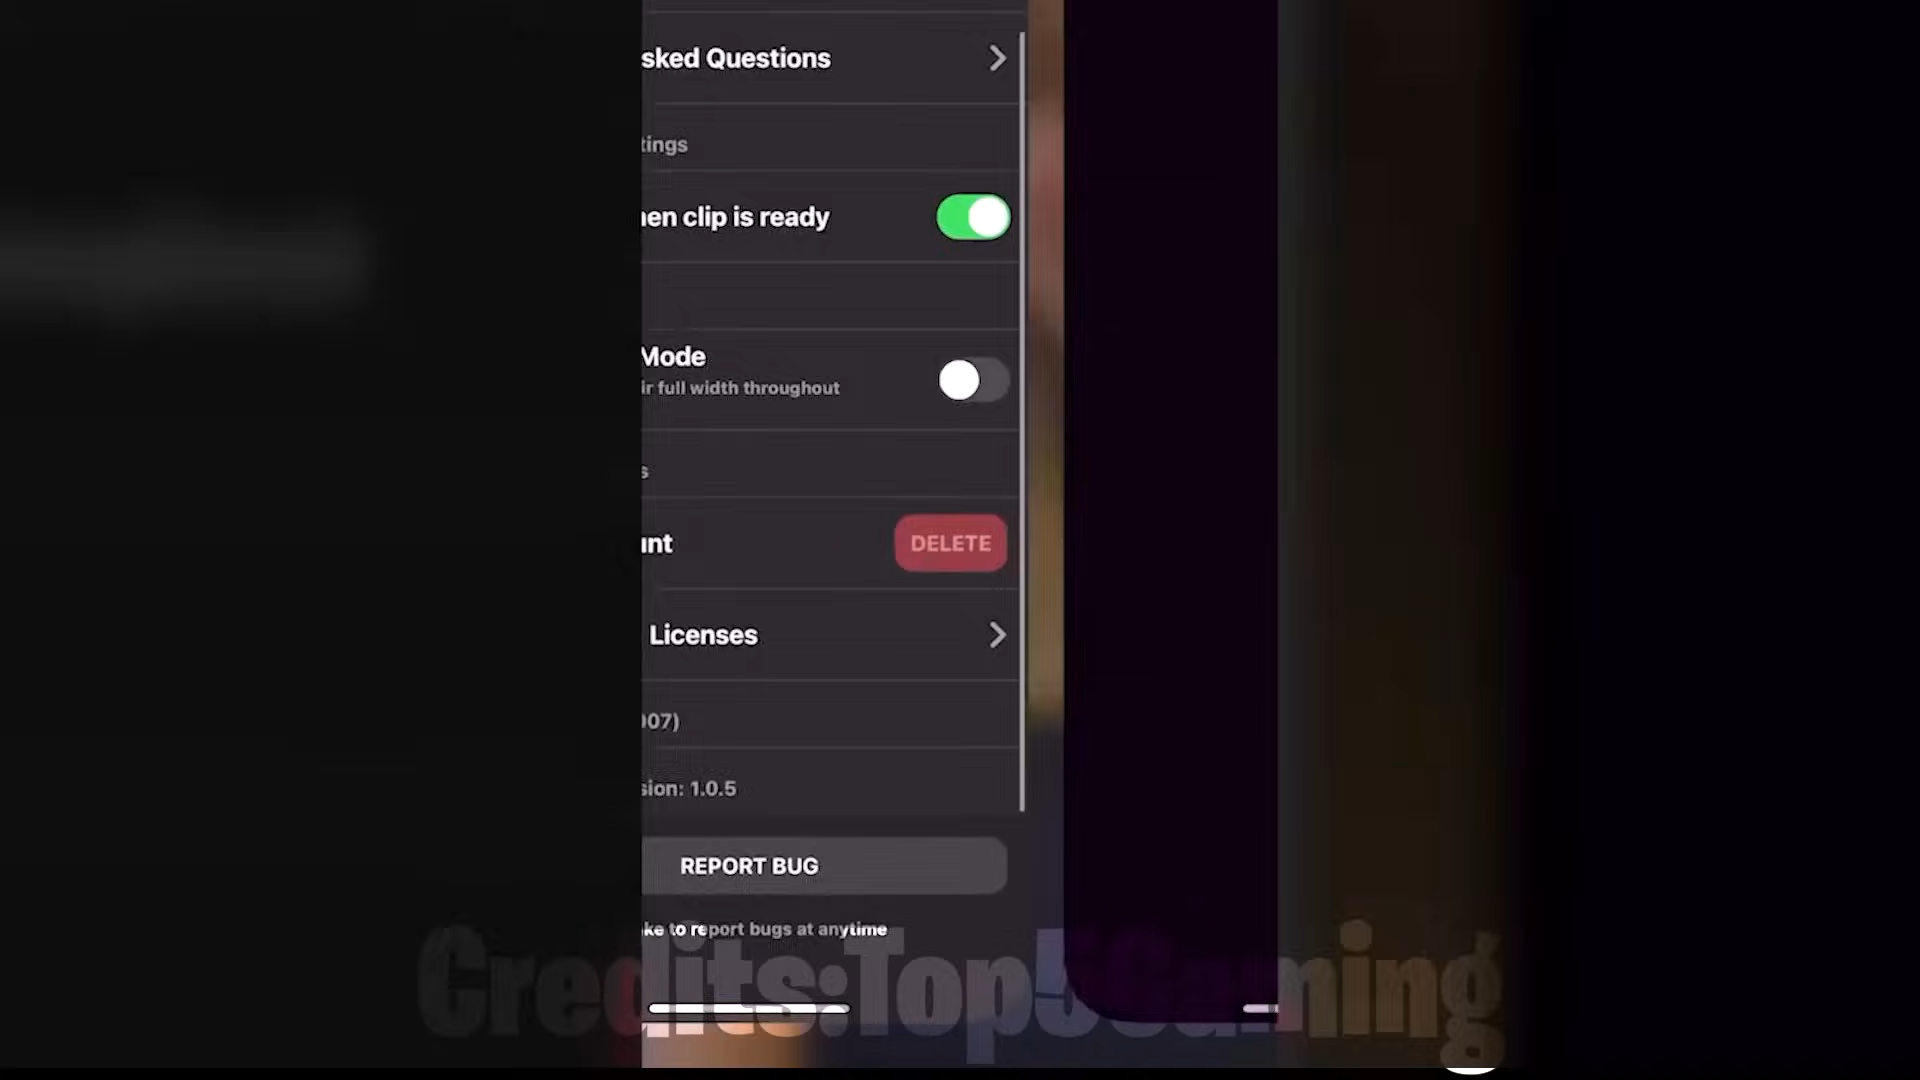 sked Questions
tings
hen clip is ready
Mode
ir full width throughout
s
unt
DELETE
Licenses
007)
sion: 1.0.5
REPORT BUG
ke to report bugs at anytime
Credits:Top5Gaming